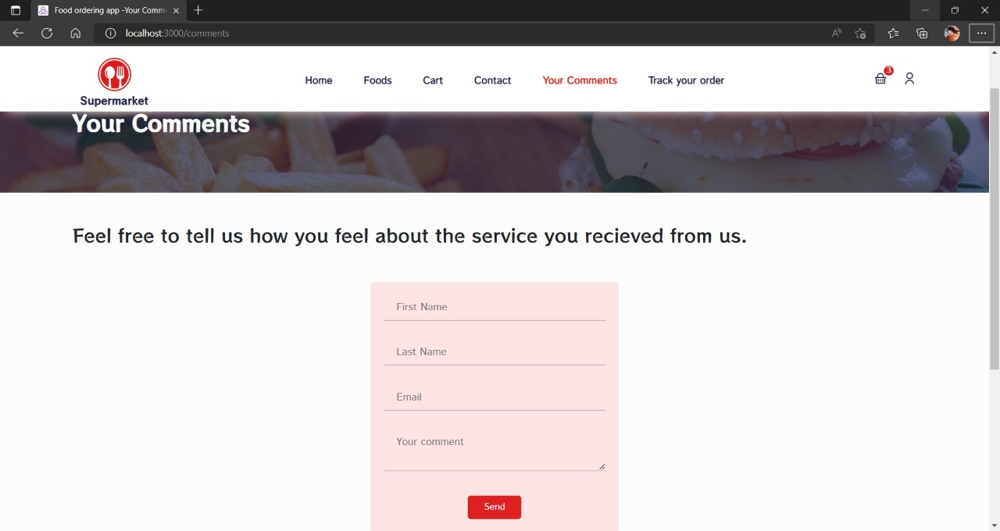 Food ordering app -Your Comme
localhost:3000/comments
Supermarket
Home Foods Cart Contact Your Comments Track your order
3
Your Comments
Feel free to tell us how you feel about the service you recieved from us.
First Name
Last Name
Email
Your comment
Send